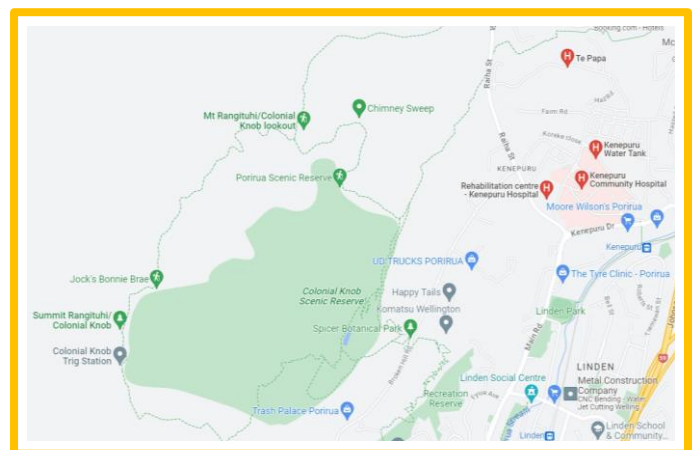 Booking.com - Hotels
Te Papa
Raiha St
Chimney Sweep
Mt Rangituhi/Colonial
Knob lookout
Farm Rd
Raiha St
Kenepuru
Water Tank
KENEPURU
Porirua Scenic Reserve
Rehabilitation centre
- Kenepuru Hospital
Kenepuru
Community Hospital
Moore Wilson's Porirua
Kenepuru Dr
Kenepuru
UD TRUCKS PORIRUA
The Tyre Clinic - Porirua
Jock's Bonnie Brae
Colonial Knob
Scenic Reserve
Happy Tails
Komatsu Wellington
Linden Park
Summit Rangituhi/
Colonial Knob
Spicer Botanical Park
Main Rd
Colonial Knob
Trig Station
LINDEN
Linden Social Centre
Metal Construction
Company
CNC Bending - Water
Jet Cutting Welling
Recreation
Reserve
Trash Palace Porirua
Linden
Linden School
& Community...